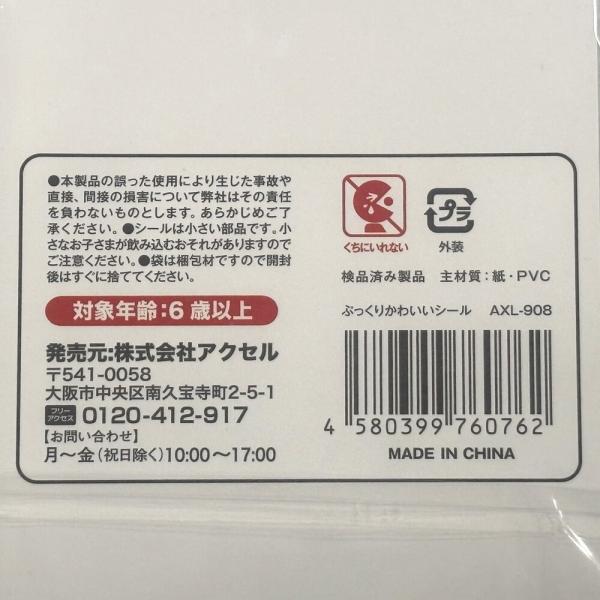 ●本製品の誤った使用により生じた事故や
直接、間接の損害について弊社はその責任
を負わないものとします。あらかじめご了
承ください。●シールは小さい部品です。小
さなお子さまが飲み込むおそれがありますので
ご注意ください。●袋は梱包材ですので開封
後はすぐに捨ててください。
対象年齢:6歳以上
発売元:株式会社アクセル
〒541-0058
大阪市中央区南久宝寺町2-5-1
フリーアクセス 0120-412-917
【お問い合わせ】
月～金(祝日除く)10:00～17:00
くちにいれない
プラ
外装
検品済み製品 主材質:紙・PVC
ぷっくりかわいいシール AXL-908
4 580399 760762
MADE IN CHINA